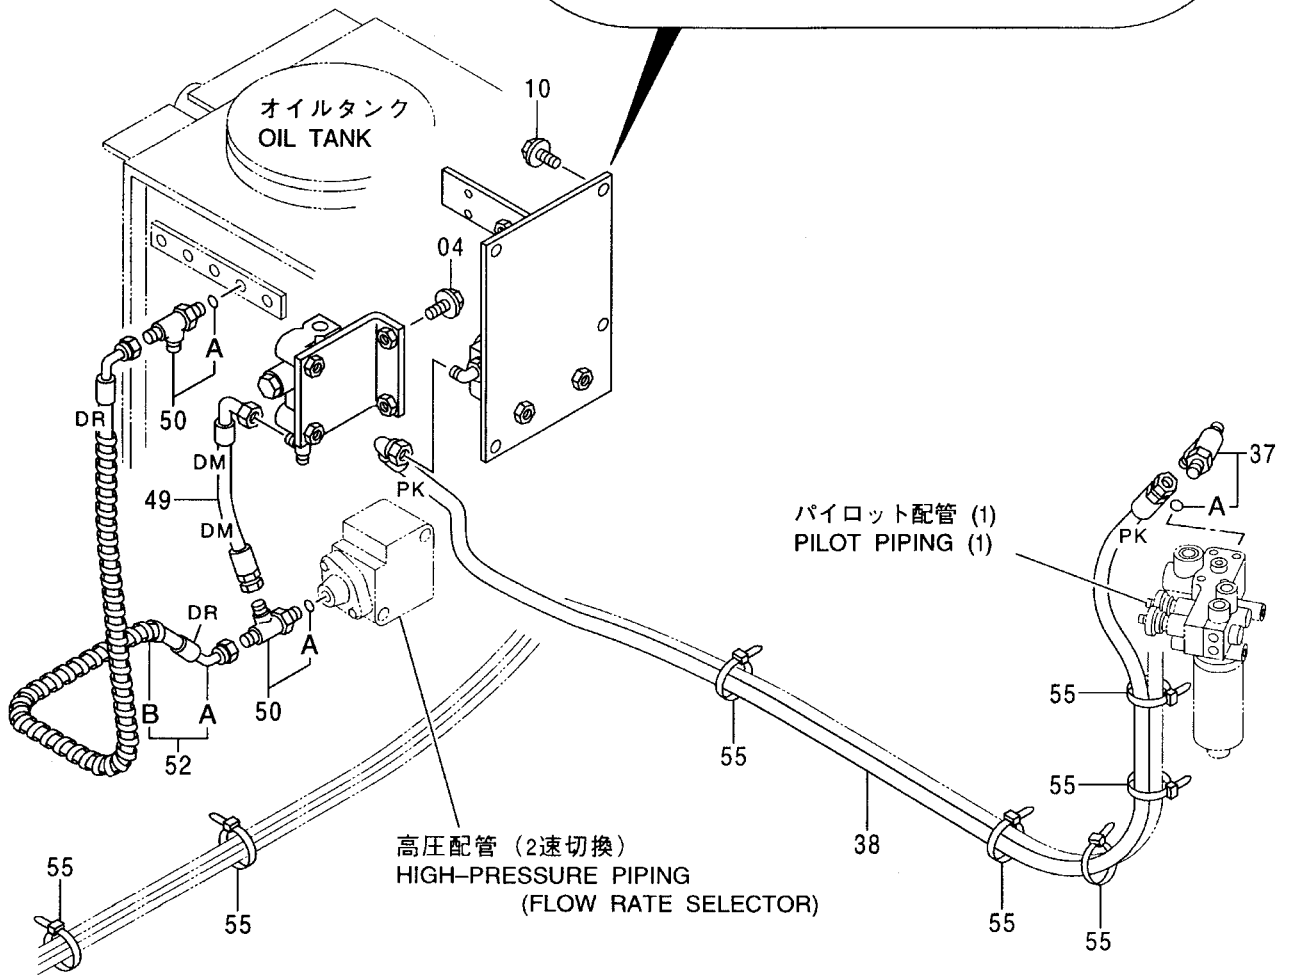 10
オイルタンク
OIL TANK
04
A
50
DR
DM
49
DM
PK
37
A
PK
パイロット配管 (1)
PILOT PIPING (1)
DR
A
50
B
A
52
55
55
55
38
高圧配管 (2速切換)
HIGH-PRESSURE PIPING
(FLOW RATE SELECTOR)
55
55
55
55